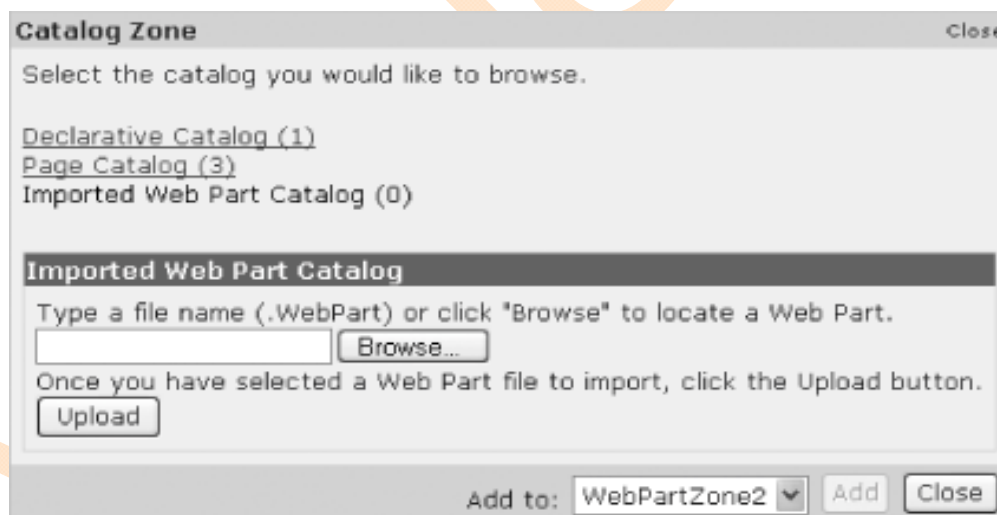 Catalog Zone Close
Select the catalog you would like to browse.
Declarative Catalog (1)
Page Catalog (3)
Imported Web Part Catalog (0)
Imported Web Part Catalog
Type a file name (.WebPart) or click "Browse" to locate a Web Part.
Browse...
Once you have selected a Web Part file to import, click the Upload button.
Upload
Add to: WebPartZone2 Add Close